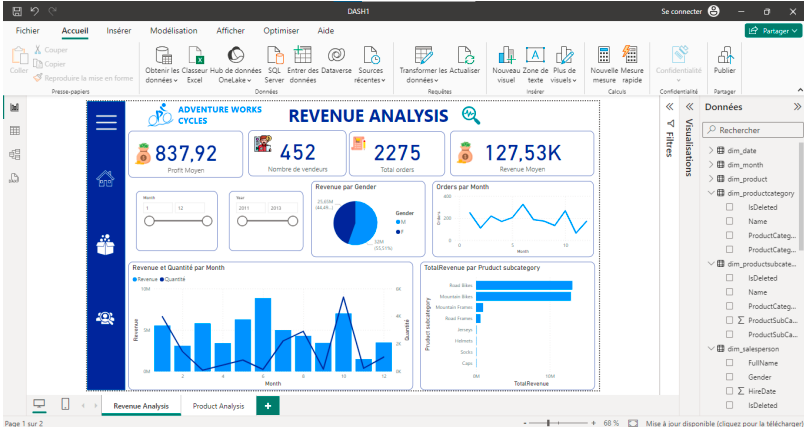 DASH1
Se connecter
Fichier
Accueil
Insérer
Modélisation
Afficher
Optimiser
Aide
Partager
Coller
Couper
Copier
Reproduire la mise en forme
Presse-papiers
Obtenir les données
Classeur Excel
Hub de données OneLake
SQL Server
Entrer des données
Dataverse
Sources récentes
Données
Transformer les données
Actualiser
Requêtes
Nouveau visuel
Zone de texte
Plus de visuels
Insérer
Nouvelle mesure
Mesure rapide
Calculs
Confidentialité
Confidentialité
Publier
Partager
ADVENTURE WORKS
CYCLES
REVENUE ANALYSIS
837,92
Profit Moyen
452
Nombre de vendeurs
2275
Total orders
127,53K
Revenue Moyen
Month
1
12
Year
2011
2013
Revenue par Gender
25,65M
(44,49...)
Gender
M
F
(55,51%)
Orders par Month
Orders
400
200
0
0
5
10
Month
Revenue et Quantité par Month
Revenue
Quantité
Revenue
10M
5M
0M
6K
4K
2K
0K
Quantité
2
4
6
8
10
12
Month
TotalRevenue par Pruduct subcategory
Pruduct subcategory
Road Bikes
Mountain Bikes
Mountain Frames
Road Frames
Jerseys
Helmets
Socks
Caps
0M
10M
TotalRevenue
Filtres
Visualisations
Données
Rechercher
dim_date
dim_month
dim_product
dim_productcategory
IsDeleted
Name
ProductCateg...
ProductCateg...
dim_productsubcate...
IsDeleted
Name
ProductCateg...
ProductSubCa...
ProductSubCa...
dim_salesperson
FullName
Gender
HireDate
IsDeleted
Revenue Analysis
Product Analysis
Page 1 sur 2
68 %
Mise à jour disponible (cliquez pour la télécharger)